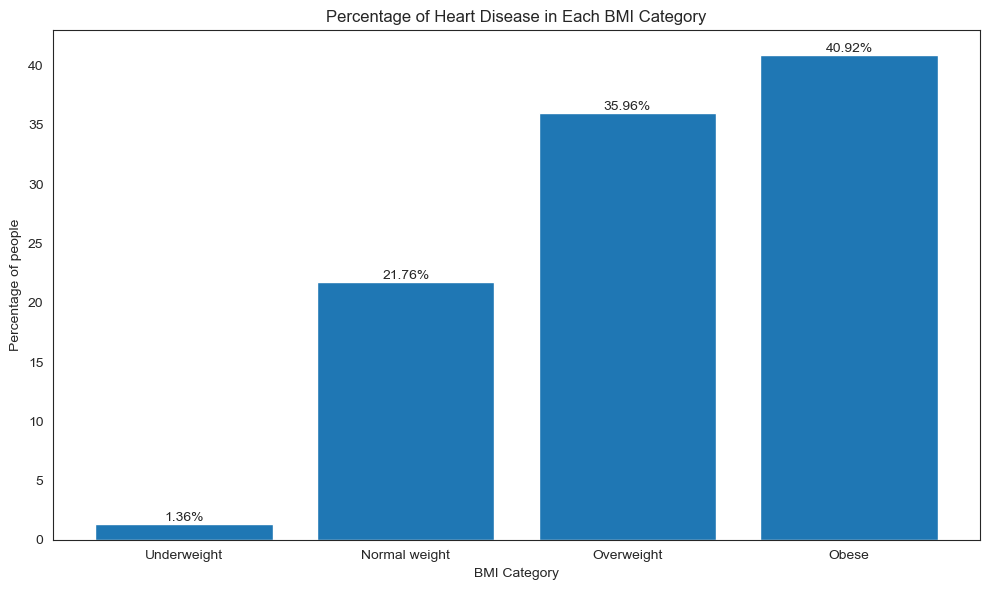 Percentage of Heart Disease in Each BMI Category
40.92%
40
35.96%
35
30
25
21.76%
20
15
10
5
1.36%
0
Percentage of people
Underweight
Normal weight
Overweight
Obese
BMI Category